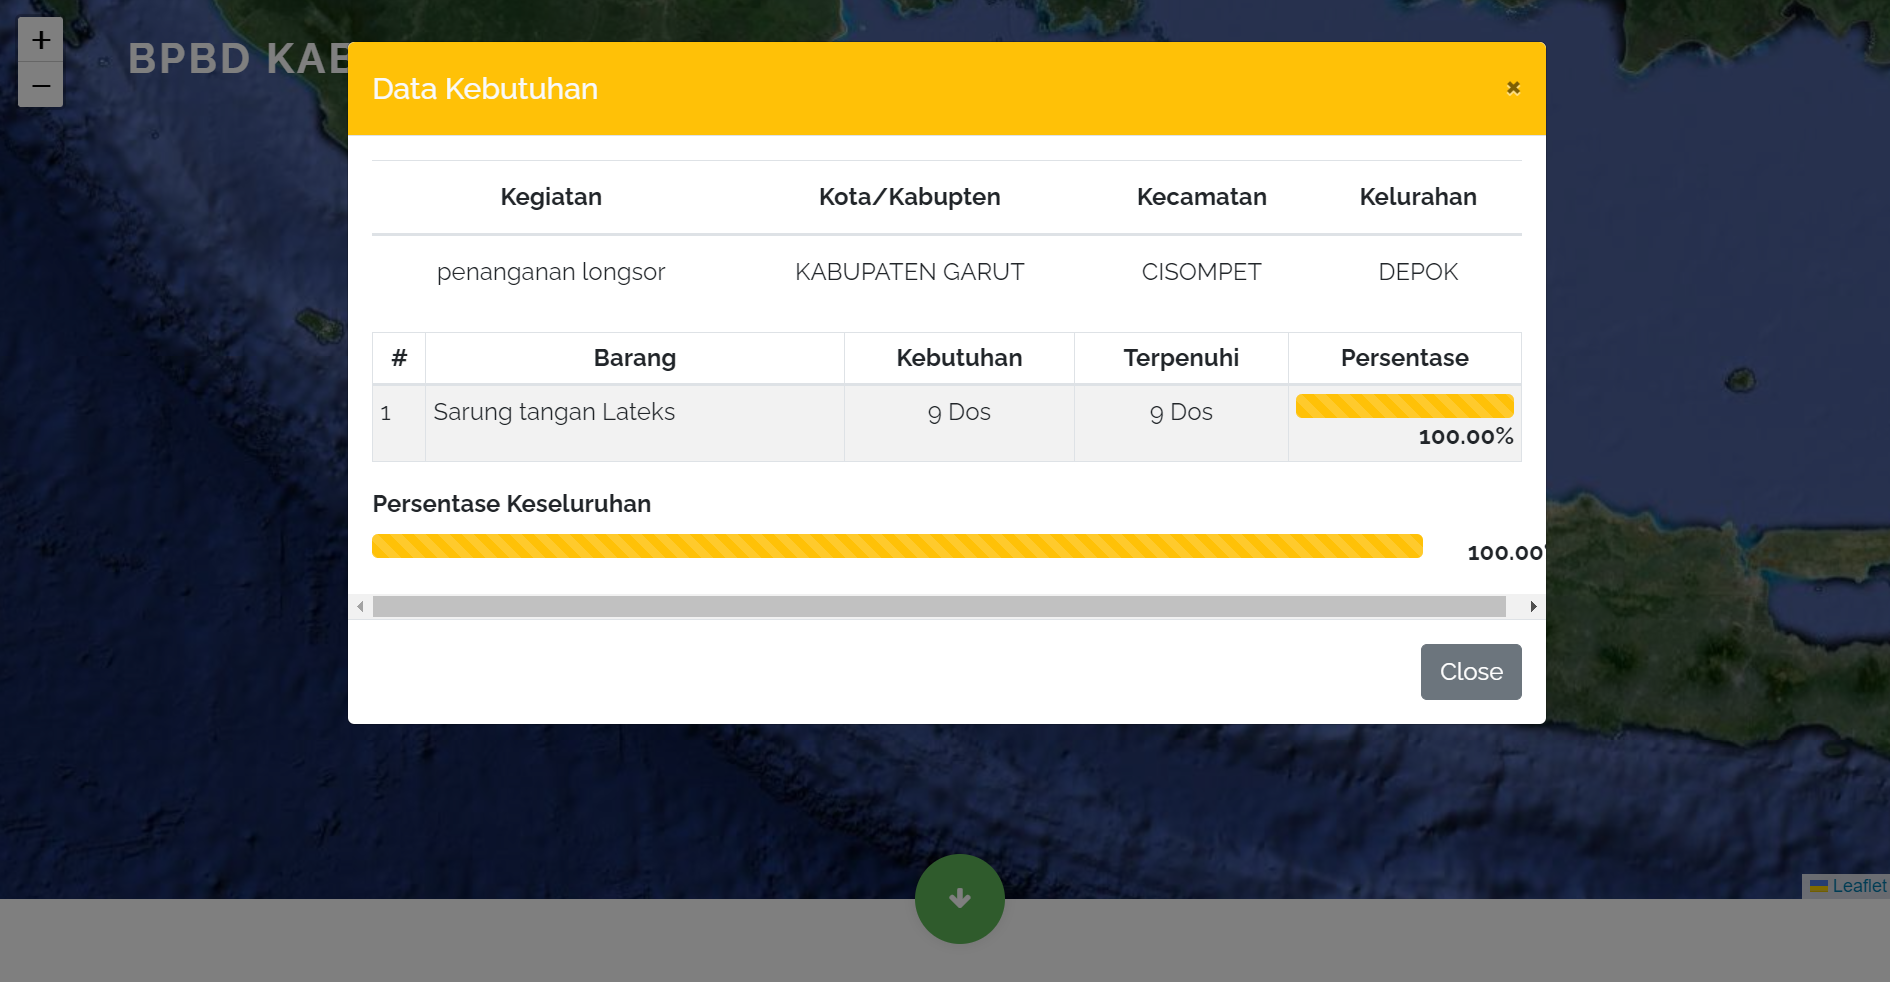 +
−
BPBD KAB
Data Kebutuhan
×
Kegiatan Kota/Kabupten Kecamatan Kelurahan
penanganan longsor KABUPATEN GARUT CISOMPET DEPOK
# Barang Kebutuhan Terpenuhi Persentase
1 Sarung tangan Lateks 9 Dos 9 Dos
100.00%
Persentase Keseluruhan
100.00%
Close
Leaflet